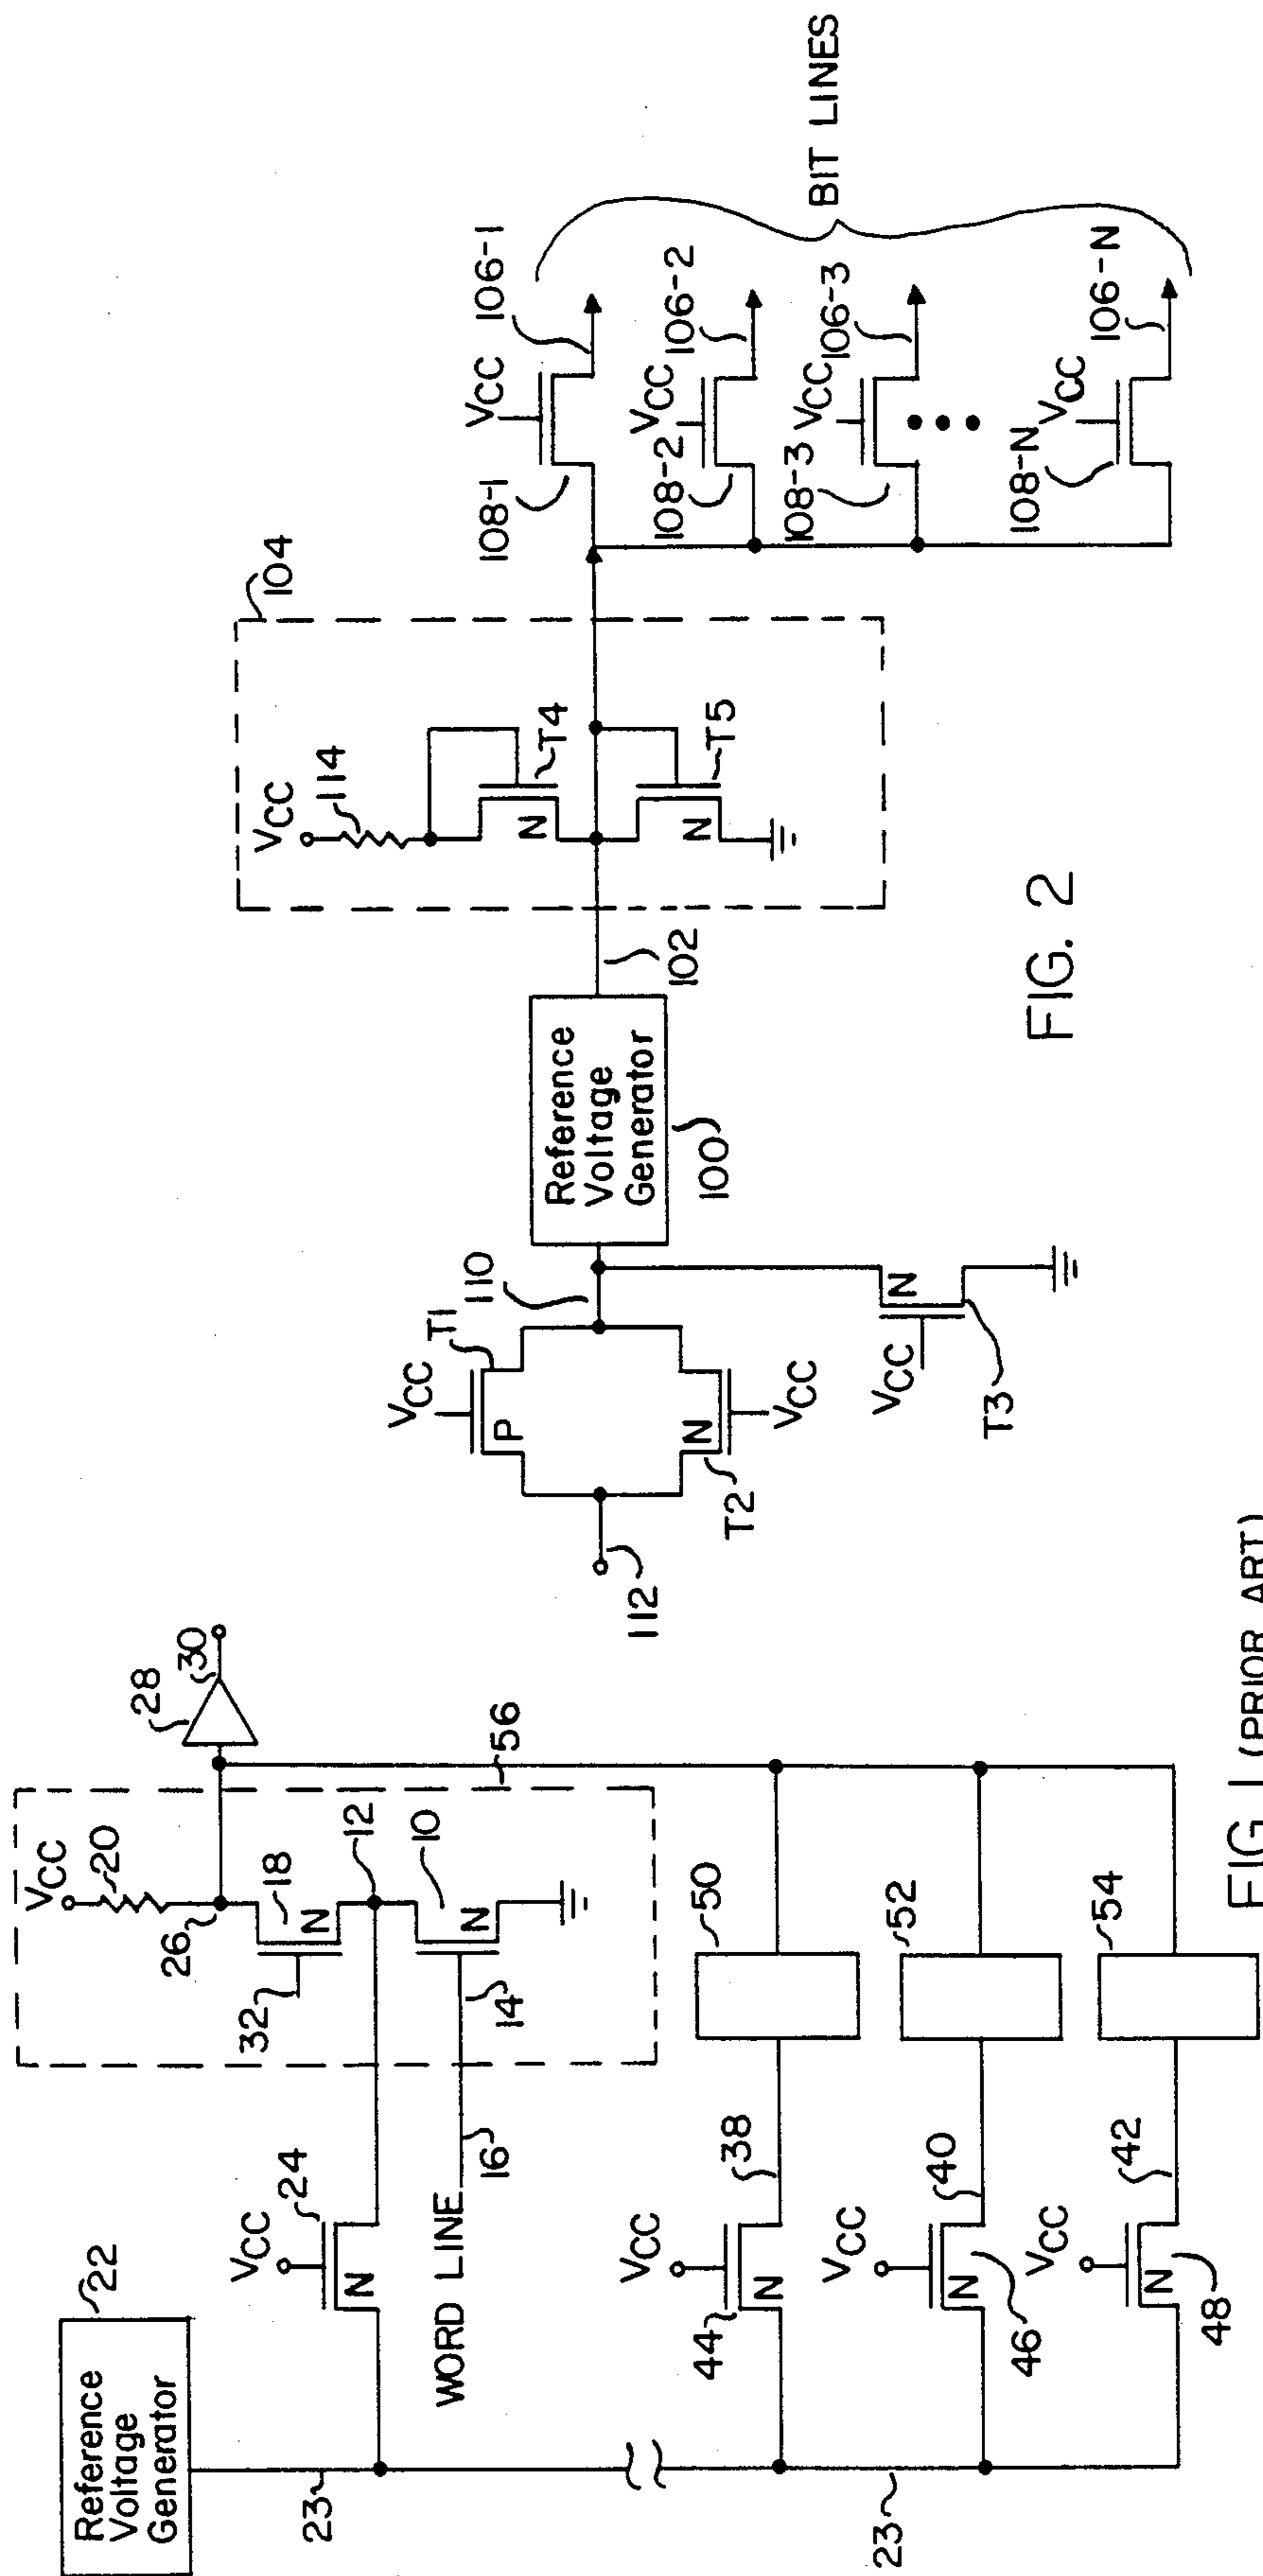 Reference
Voltage
Generator
22
23
VCC
24
WORD LINE
16
14
VCC
20
26
18
N
32
12
10
N
N
28
30
56
VCC
44
N
38
50
VCC
46
N
40
52
VCC
48
N
42
54
23
FIG. 1 (PRIOR ART)
112
VCC
T1
P
T2
N
VCC
110
VCC
T3
N
Reference
Voltage
Generator
100
102
104
VCC
114
T4
N
T5
N
VCC
108-1
106-1
VCC
108-2
106-2
VCC
108-3
106-3
VCC
108-N
106-N
BIT LINES
FIG. 2